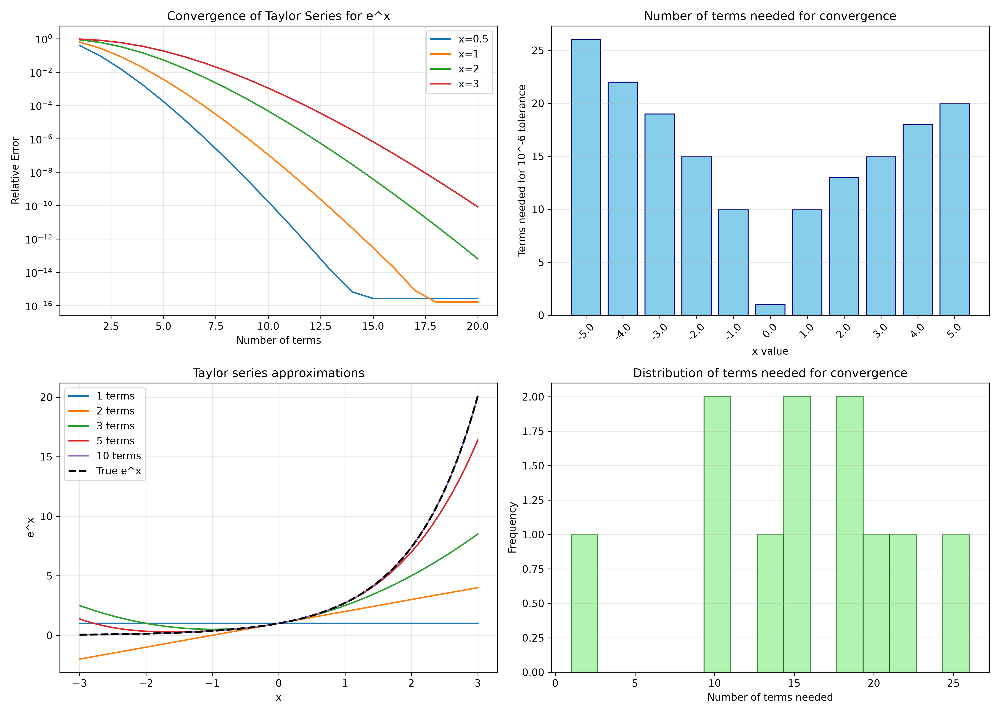 Convergence of Taylor Series for e^x
Relative Error
10⁰
10⁻²
10⁻⁴
10⁻⁶
10⁻⁸
10⁻¹⁰
10⁻¹²
10⁻¹⁴
10⁻¹⁶
x=0.5
x=1
x=2
x=3
2.5 5.0 7.5 10.0 12.5 15.0 17.5 20.0
Number of terms
Number of terms needed for convergence
Terms needed for 10^-6 tolerance
25
20
15
10
5
0
-5.0 -4.0 -3.0 -2.0 -1.0 0.0 1.0 2.0 3.0 4.0 5.0
x value
Taylor series approximations
e^x
20
15
10
5
0
1 terms
2 terms
3 terms
5 terms
10 terms
True e^x
−3 −2 −1 0 1 2 3
x
Distribution of terms needed for convergence
Frequency
2.00
1.75
1.50
1.25
1.00
0.75
0.50
0.25
0.00
0 5 10 15 20 25
Number of terms needed